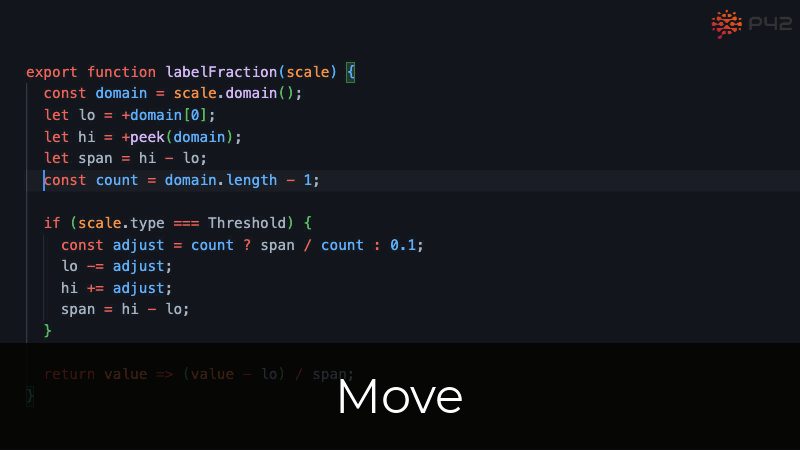 P42
export function labelFraction(scale) {
const domain = scale.domain();
let lo = +domain[0];
let hi = +peek(domain);
let span = hi - lo;
const count = domain.length - 1;
if (scale.type === Threshold) {
const adjust = count ? span / count : 0.1;
lo -= adjust;
hi += adjust;
span = hi - lo;
}
return value => (value - lo) / span;
}
Move